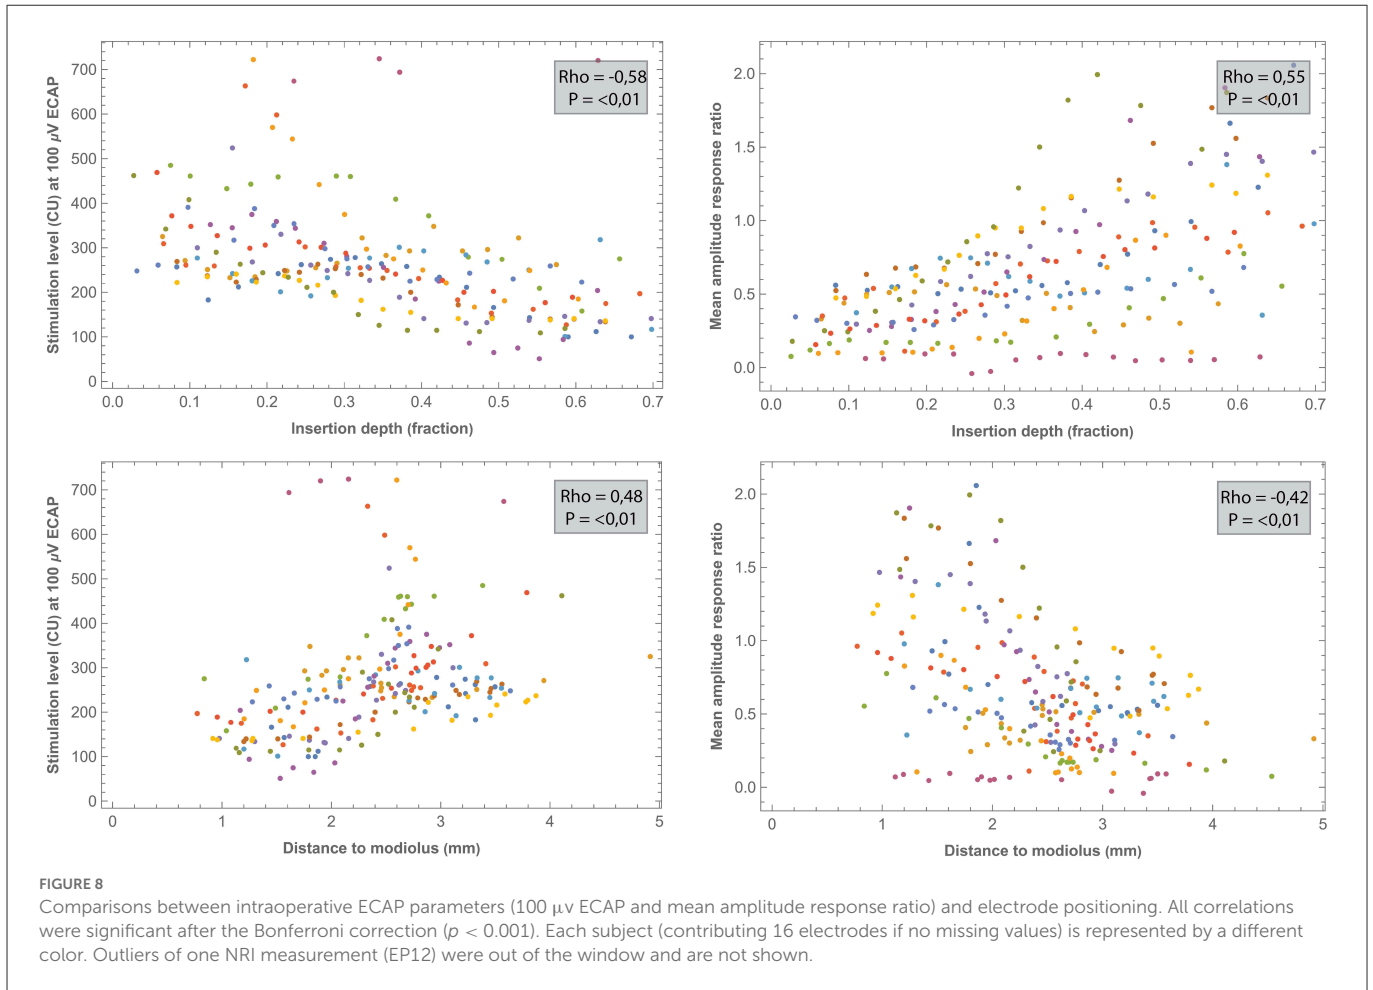 Stimulation level (CU) at 100 μV ECAP
700
600
500
400
300
200
100
0
Rho = -0,58
P = <0,01
0.0 0.1 0.2 0.3 0.4 0.5 0.6 0.7
Insertion depth (fraction)
Mean amplitude response ratio
2.0
1.5
1.0
0.5
0.0
Rho = 0,55
P = <0,01
0.0 0.1 0.2 0.3 0.4 0.5 0.6 0.7
Insertion depth (fraction)
Stimulation level (CU) at 100 μV ECAP
700
600
500
400
300
200
100
0
Rho = 0,48
P = <0,01
0 1 2 3 4 5
Distance to modiolus (mm)
Mean amplitude response ratio
2.0
1.5
1.0
0.5
0.0
Rho = -0,42
P = <0,01
0 1 2 3 4 5
Distance to modiolus (mm)
FIGURE 8
Comparisons between intraoperative ECAP parameters (100 μv ECAP and mean amplitude response ratio) and electrode positioning. All correlations
were significant after the Bonferroni correction (p < 0.001). Each subject (contributing 16 electrodes if no missing values) is represented by a different
color. Outliers of one NRI measurement (EP12) were out of the window and are not shown.